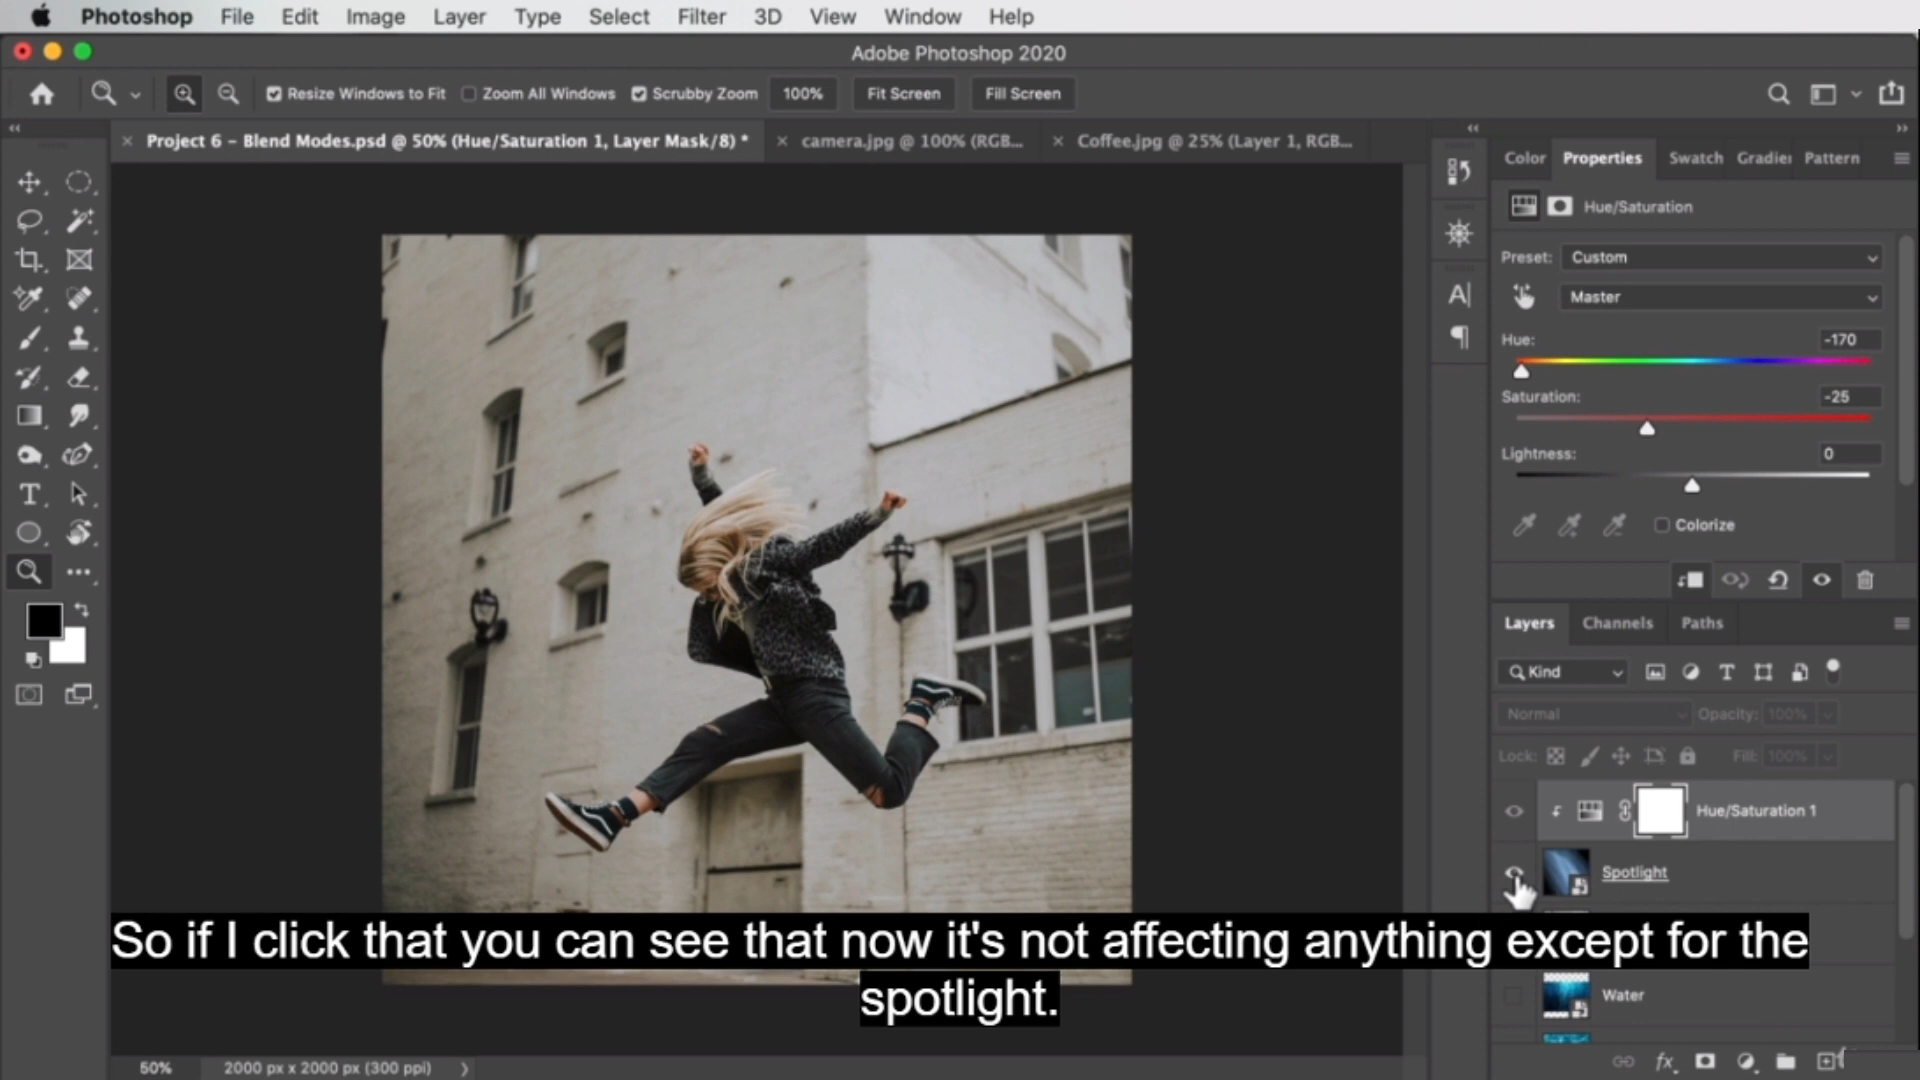 Photoshop File Edit Image Layer Type Select Filter 3D View Window Help
Adobe Photoshop 2020
Resize Windows to Fit Zoom All Windows Scrubby Zoom 100% Fit Screen Fill Screen
Project 6 - Blend Modes.psd @ 50% (Hue/Saturation 1, Layer Mask/8) * camera.jpg @ 100% (RGB... Coffee.jpg @ 25% (Layer 1, RGB...
Color Properties Swatch Gradie Pattern
Hue/Saturation
Preset: Custom
Master
Hue: -170
Saturation: -25
Lightness: 0
Colorize
Layers Channels Paths
Kind
Normal Opacity: 100%
Lock: Fill: 100%
Hue/Saturation 1
Spotlight
So if I click that you can see that now it's not affecting anything except for the
spotlight.
Water
50% 2000 px x 2000 px (300 ppi)